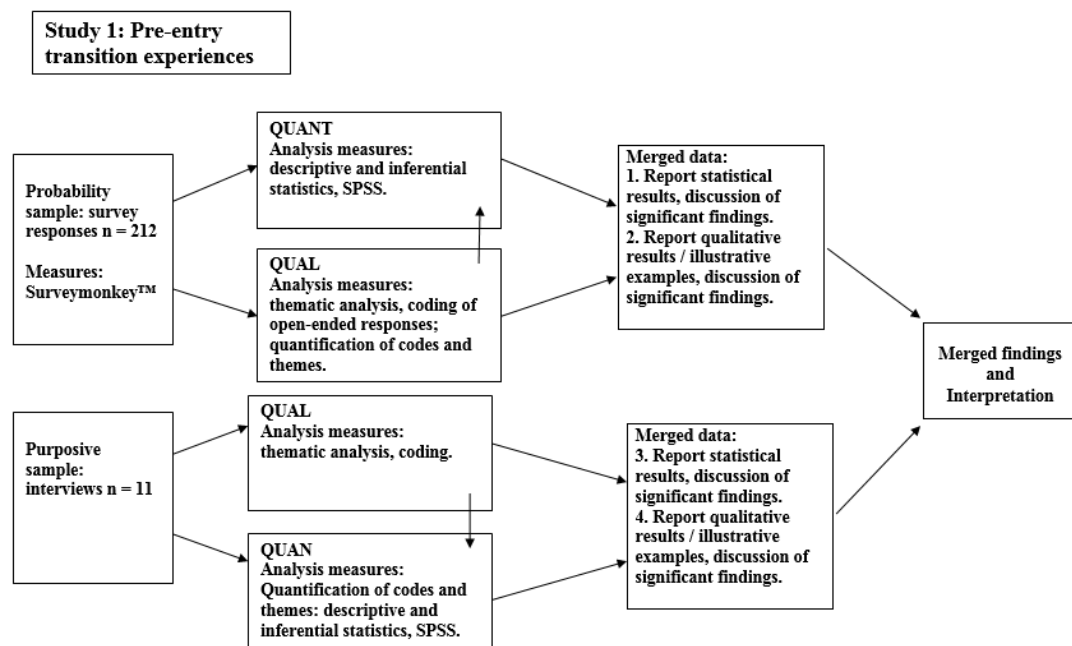 Study 1: Pre-entry
transition experiences
Probability
sample: survey
responses n = 212
Measures:
Surveymonkey™
QUANT
Analysis measures:
descriptive and inferential
statistics, SPSS.
QUAL
Analysis measures:
thematic analysis, coding of
open-ended responses;
quantification of codes and
themes.
Merged data:
1. Report statistical
results, discussion of
significant findings.
2. Report qualitative
results / illustrative
examples, discussion of
significant findings.
Purposive
sample:
interviews n = 11
QUAL
Analysis measures:
thematic analysis, coding.
QUAN
Analysis measures:
Quantification of codes and
themes: descriptive and
inferential statistics, SPSS.
Merged data:
3. Report statistical
results, discussion of
significant findings.
4. Report qualitative
results / illustrative
examples, discussion of
significant findings.
Merged findings
and
Interpretation